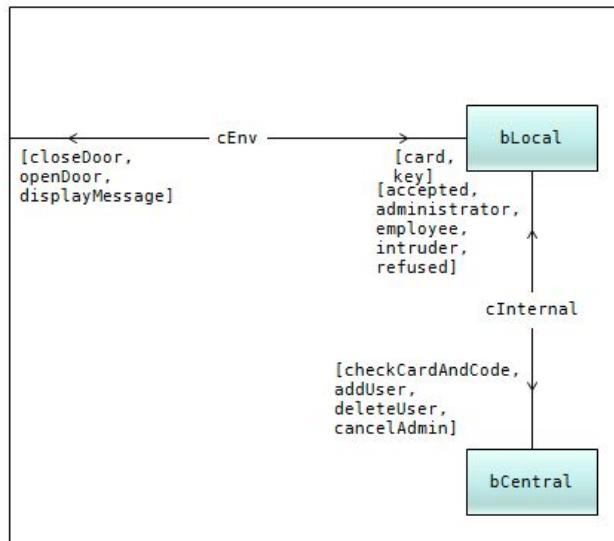 cEnv
bLocal
[closeDoor,
openDoor,
displayMessage]
[card,
key]
[accepted,
administrator,
employee,
intruder,
refused]
cInternal
[checkCardAndCode,
addUser,
deleteUser,
cancelAdmin]
bCentral